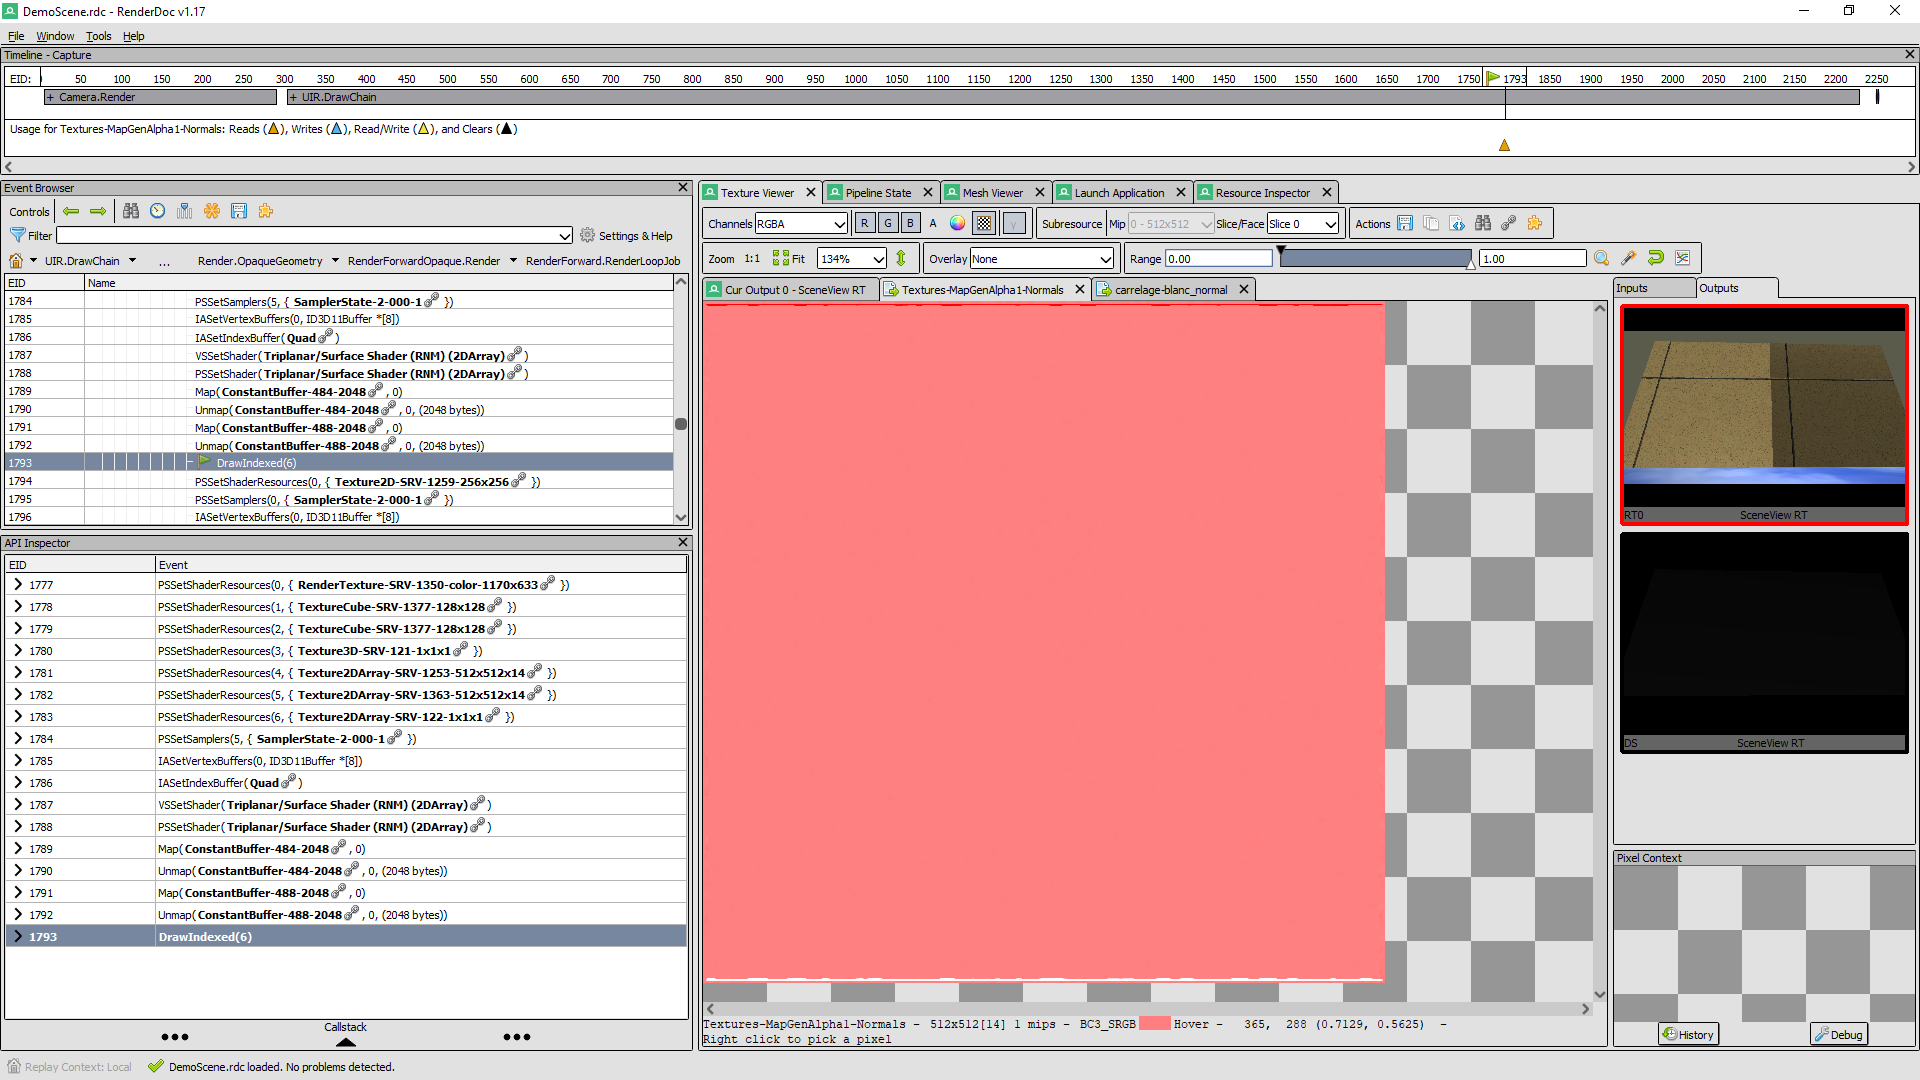 DemoScene.rdc - RenderDoc v1.17
File Window Tools Help
Timeline - Capture
EID: 50 100 150 200 250 300 350 400 450 500 550 600 650 700 750 800 850 900 950 1000 1050 1100 1150 1200 1250 1300 1350 1400 1450 1500 1550 1600 1650 1700 1750 1793 1850 1900 1950 2000 2050 2100 2150 2200 2250
+ Camera.Render + UIR.DrawChain
Usage for Textures-MapGenAlpha1-Normals: Reads ( ), Writes ( ), Read/Write ( ), and Clears ( )
Event Browser
Controls
Filter Settings & Help
UIR.DrawChain ... Render.OpaqueGeometry RenderForwardOpaque.Render RenderForward.RenderLoopJob
EID Name
1784 PSSetSamplers(5, { SamplerState-2-000-1 })
1785 IASetVertexBuffers(0, ID3D11Buffer *[8])
1786 IASetIndexBuffer( Quad )
1787 VSSetShader( Triplanar/Surface Shader (RNM) (2DArray) )
1788 PSSetShader( Triplanar/Surface Shader (RNM) (2DArray) )
1789 Map( ConstantBuffer-484-2048 , 0)
1790 Unmap( ConstantBuffer-484-2048 , 0, (2048 bytes))
1791 Map( ConstantBuffer-488-2048 , 0)
1792 Unmap( ConstantBuffer-488-2048 , 0, (2048 bytes))
1793 DrawIndexed(6)
1794 PSSetShaderResources(0, { Texture2D-SRV-1259-256x256 })
1795 PSSetSamplers(0, { SamplerState-2-000-1 })
1796 IASetVertexBuffers(0, ID3D11Buffer *[8])
API Inspector
EID Event
1777 PSSetShaderResources(0, { RenderTexture-SRV-1350-color-1170x633 })
1778 PSSetShaderResources(1, { TextureCube-SRV-1377-128x128 })
1779 PSSetShaderResources(2, { TextureCube-SRV-1377-128x128 })
1780 PSSetShaderResources(3, { Texture3D-SRV-121-1x1x1 })
1781 PSSetShaderResources(4, { Texture2DArray-SRV-1253-512x512x14 })
1782 PSSetShaderResources(5, { Texture2DArray-SRV-1363-512x512x14 })
1783 PSSetShaderResources(6, { Texture2DArray-SRV-122-1x1x1 })
1784 PSSetSamplers(5, { SamplerState-2-000-1 })
1785 IASetVertexBuffers(0, ID3D11Buffer *[8])
1786 IASetIndexBuffer( Quad )
1787 VSSetShader( Triplanar/Surface Shader (RNM) (2DArray) )
1788 PSSetShader( Triplanar/Surface Shader (RNM) (2DArray) )
1789 Map( ConstantBuffer-484-2048 , 0)
1790 Unmap( ConstantBuffer-484-2048 , 0, (2048 bytes))
1791 Map( ConstantBuffer-488-2048 , 0)
1792 Unmap( ConstantBuffer-488-2048 , 0, (2048 bytes))
1793 DrawIndexed(6)
Callstack
Texture Viewer Pipeline State Mesh Viewer Launch Application Resource Inspector
Channels RGBA R G B A γ Subresource Mip 0 - 512x512 Slice/Face Slice 0 Actions
Zoom 1:1 Fit 134% Overlay None Range 0.00 1.00
Cur Output 0 - SceneView RT Textures-MapGenAlpha1-Normals carrelage-blanc_normal
Textures-MapGenAlpha1-Normals - 512x512[14] 1 mips - BC3_SRGB Hover - 365, 288 (0.7129, 0.5625) -
Right click to pick a pixel
Inputs Outputs
RT0 SceneView RT
DS SceneView RT
Pixel Context
History Debug
Replay Context: Local DemoScene.rdc loaded. No problems detected.